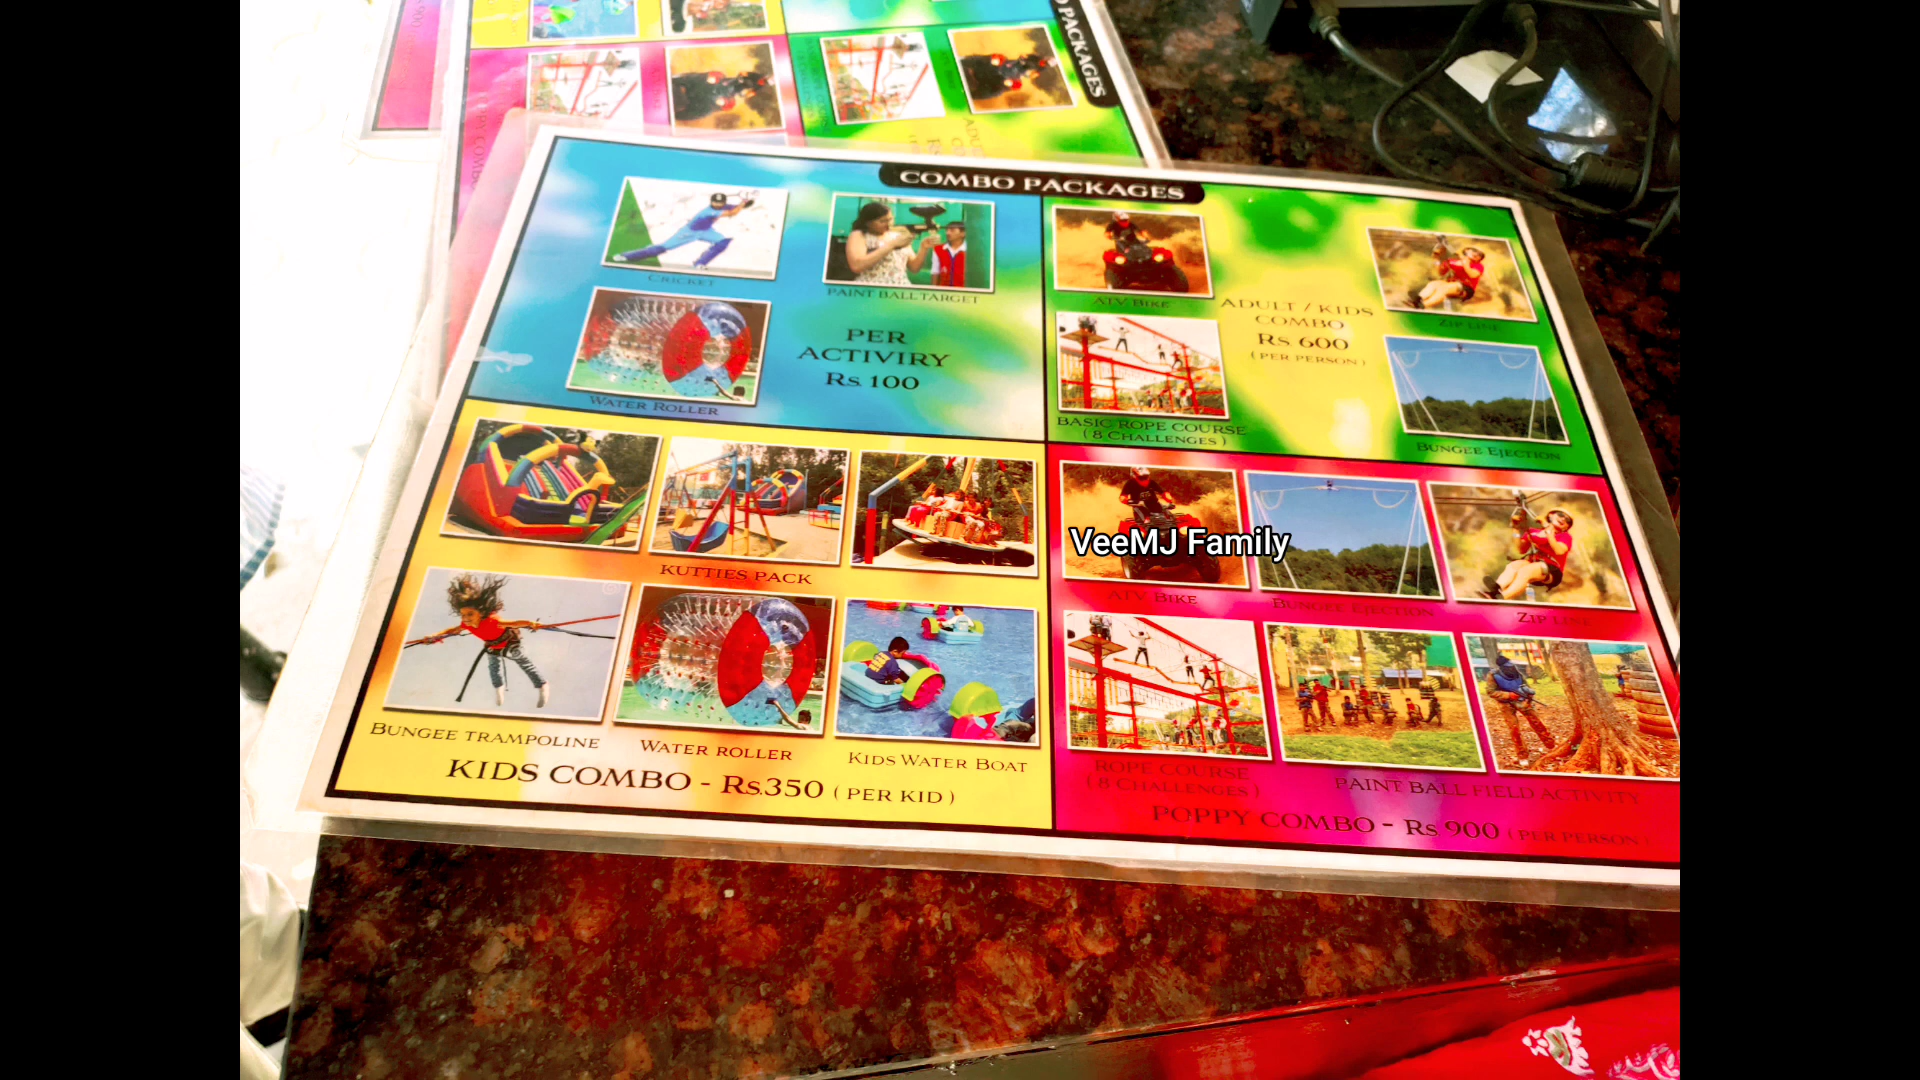 O PACKAGES
COMBO PACKAGES
CRICKET
PAINT BALL TARGET
WATER ROLLER
PER
ACTIVIRY
Rs.100
ATV BIKE
ADULT / KIDS
COMBO
Rs. 600
( PER PERSON )
ZIP LINE
BASIC ROPE COURSE
( 8 CHALLENGES )
BUNGEE EJECTION
KUTTIES PACK
BUNGEE TRAMPOLINE
WATER ROLLER
KIDS WATER BOAT
KIDS COMBO - Rs.350 ( PER KID )
VeeMJ Family
ATV BIKE
BUNGEE EJECTION
ZIP LINE
ROPE COURSE
( 8 CHALLENGES )
PAINT BALL FIELD ACTIVITY
POPPY COMBO - Rs 900 ( PER PERSON )